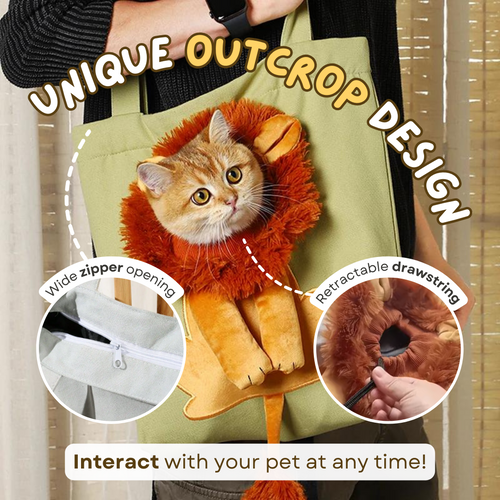 UNIQUE OUTCROP DESIGN
Wide zipper opening
Retractable drawstring
Interact with your pet at any time!